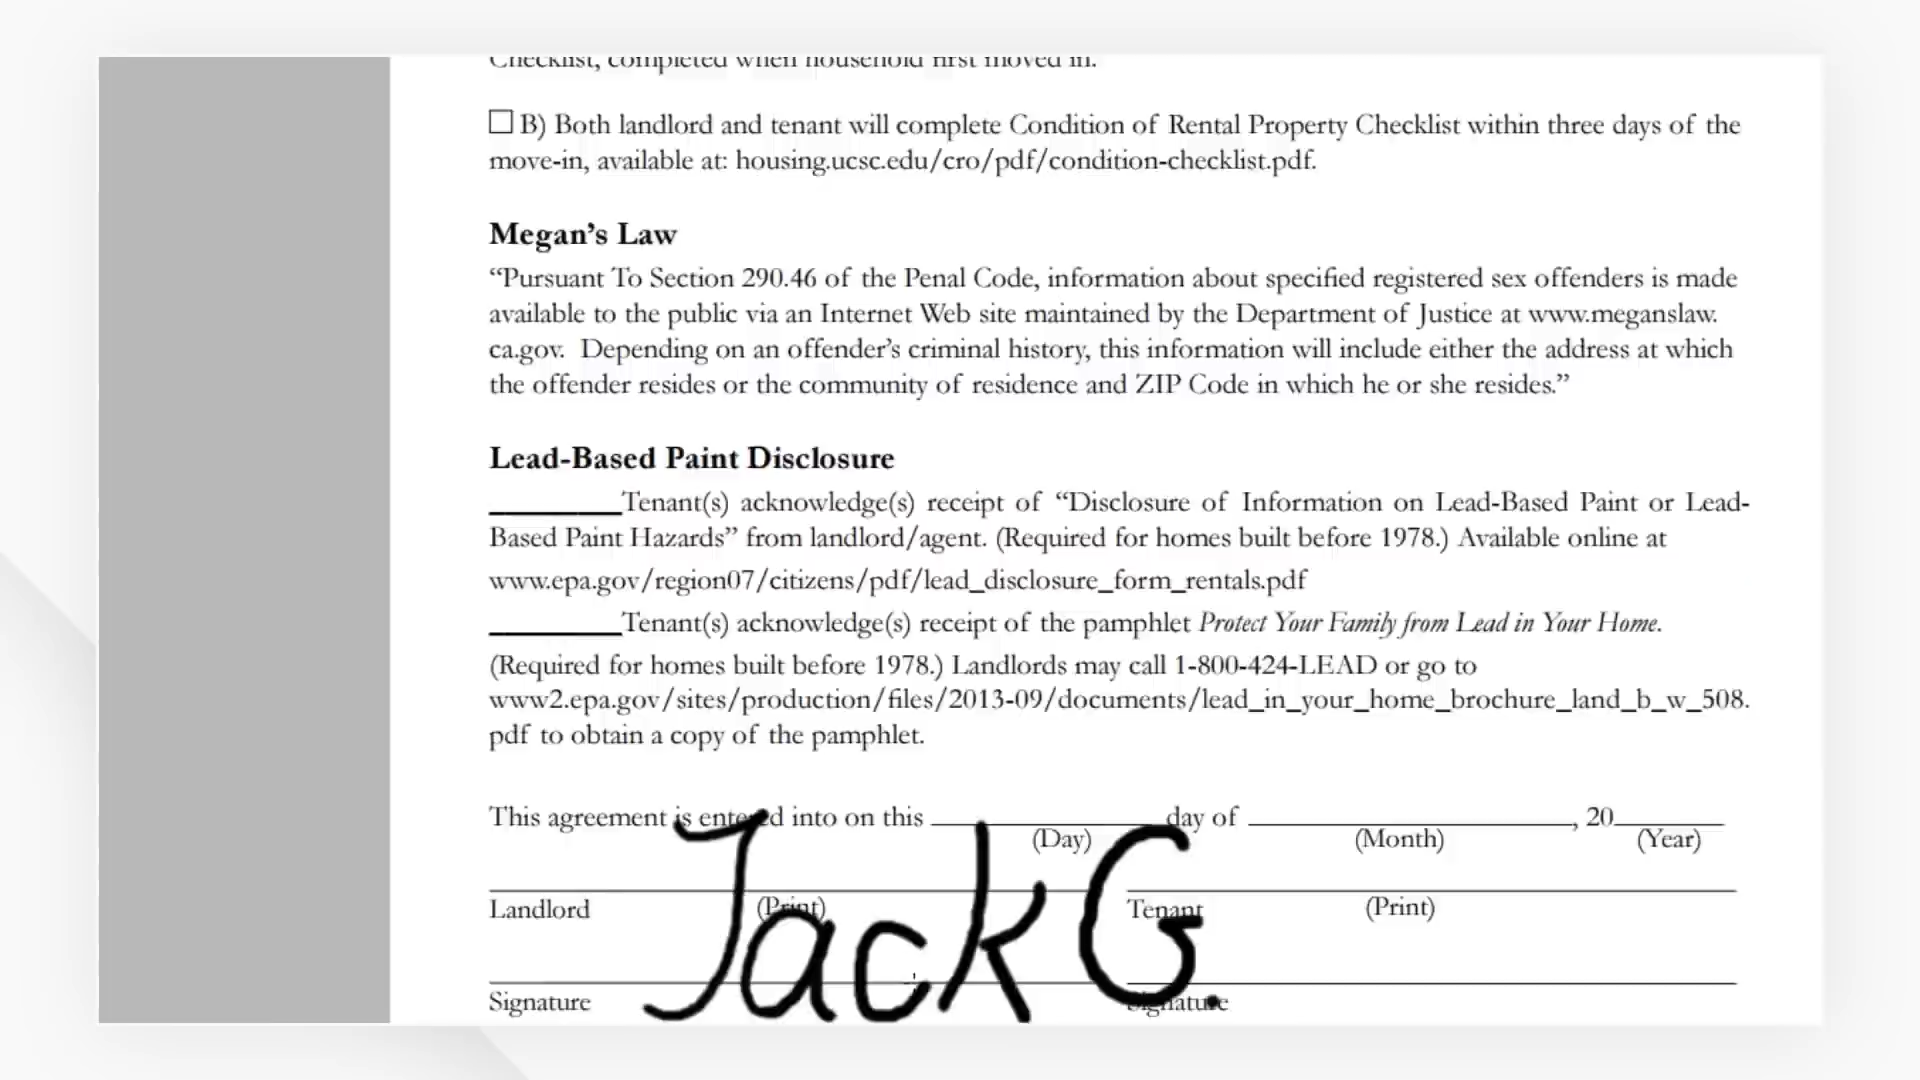 Checklist, completed when household first moved in.
☐ B) Both landlord and tenant will complete Condition of Rental Property Checklist within three days of the
move-in, available at: housing.ucsc.edu/cro/pdf/condition-checklist.pdf.
Megan’s Law
“Pursuant To Section 290.46 of the Penal Code, information about specified registered sex offenders is made
available to the public via an Internet Web site maintained by the Department of Justice at www.meganslaw.
ca.gov.  Depending on an offender’s criminal history, this information will include either the address at which
the offender resides or the community of residence and ZIP Code in which he or she resides.”
Lead-Based Paint Disclosure
_________Tenant(s) acknowledge(s) receipt of “Disclosure of Information on Lead-Based Paint or Lead-
Based Paint Hazards” from landlord/agent. (Required for homes built before 1978.) Available online at
www.epa.gov/region07/citizens/pdf/lead_disclosure_form_rentals.pdf
_________Tenant(s) acknowledge(s) receipt of the pamphlet Protect Your Family from Lead in Your Home.
(Required for homes built before 1978.) Landlords may call 1-800-424-LEAD or go to
www2.epa.gov/sites/production/files/2013-09/documents/lead_in_your_home_brochure_land_b_w_508.
pdf to obtain a copy of the pamphlet.
This agreement is entered into on this ________________ day of ______________________, 20________
(Day) (Month) (Year)
Landlord (Print) Tenant (Print)
Jack G.
Signature Signature